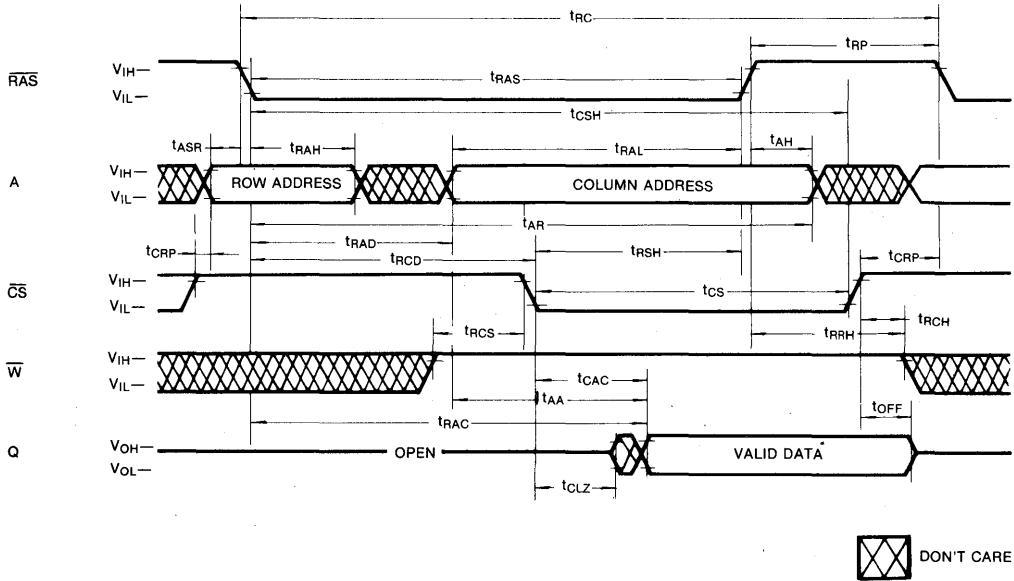 tRC
tRP
RAS
VIH—
VIL—
tRAS
tCSH
tASR
tRAH
tRAL
tAH
A
VIH—
VIL—
ROW ADDRESS
COLUMN ADDRESS
tAR
tRAD
tCRP
tRCD
tRSH
tCRP
CS
VIH—
VIL—
tCS
tRCS
tRCH
tRRH
W
VIH—
VIL—
tCAC
tAA
tOFF
tRAC
Q
VOH—
VOL—
OPEN
VALID DATA
tCLZ
DON'T CARE